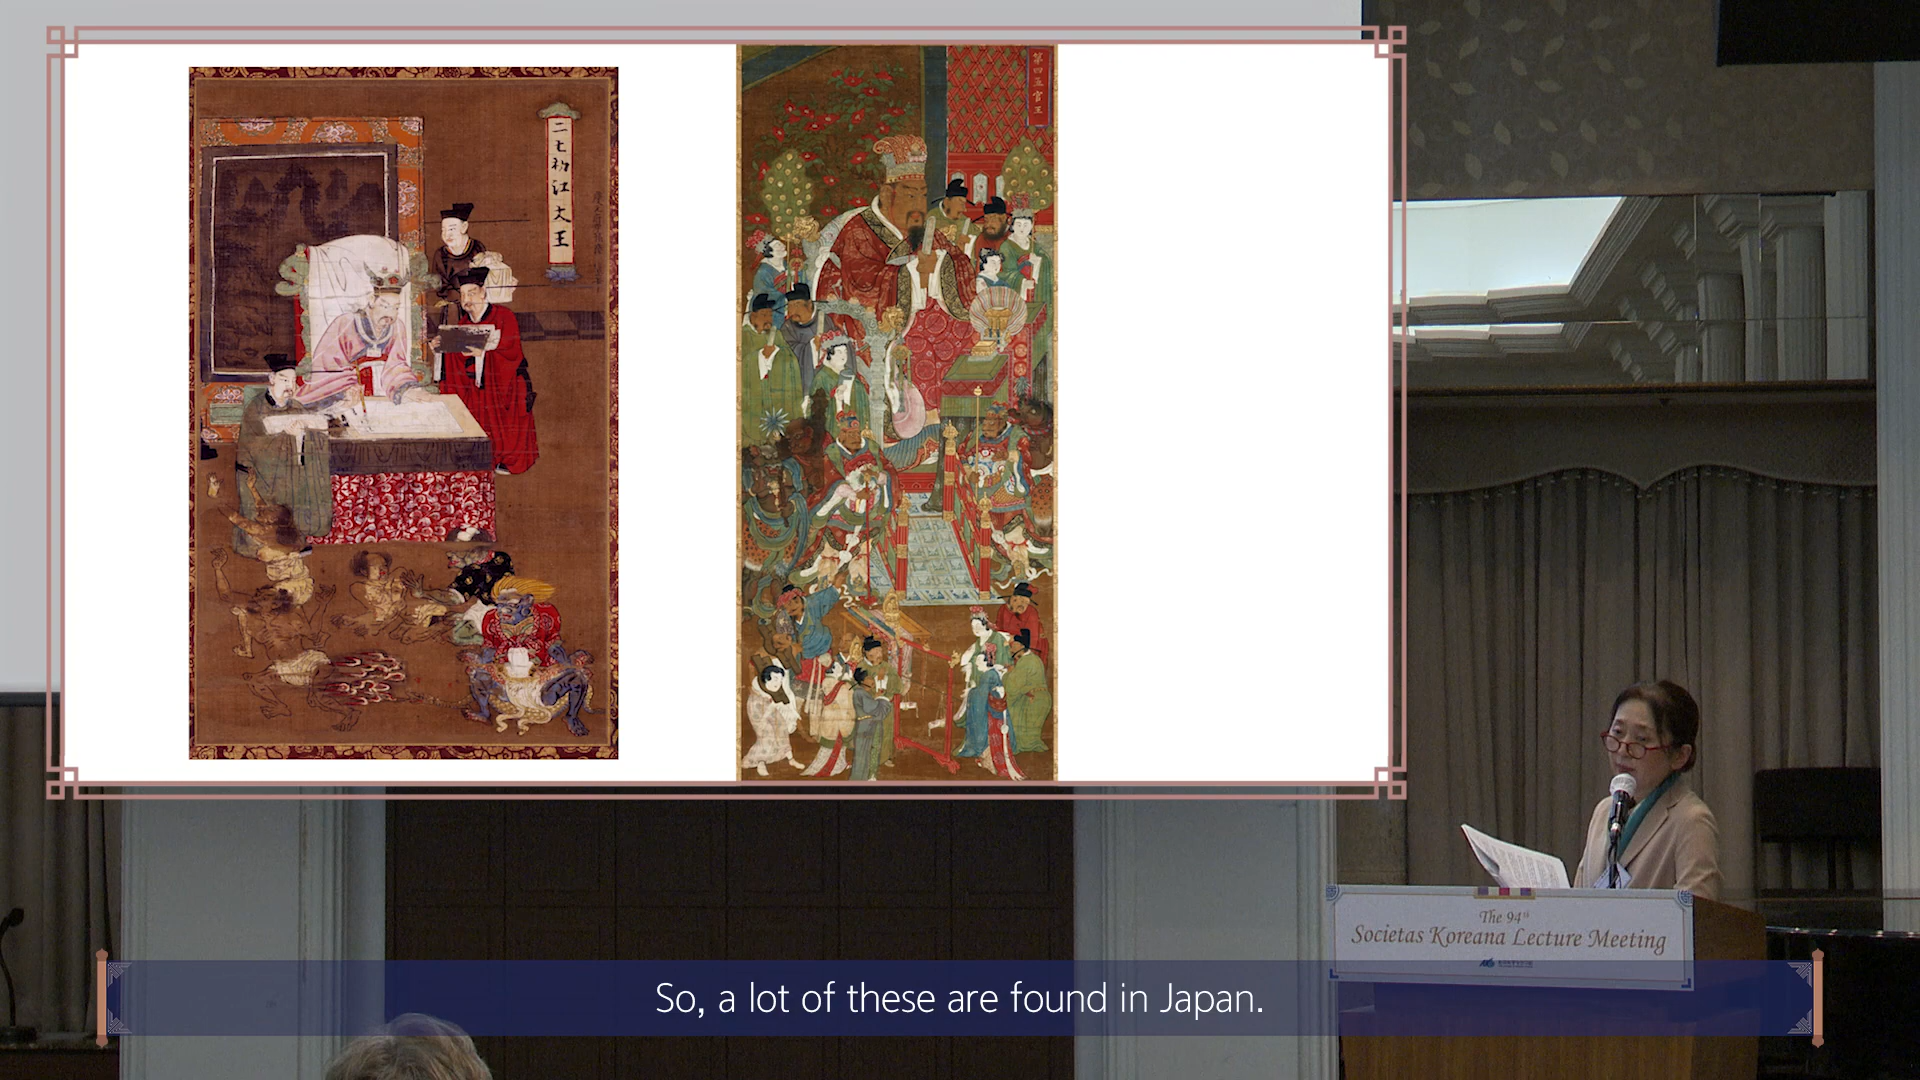 二七初江大王
第四五官王
The 94th
Societas Koreana Lecture Meeting
So, a lot of these are found in Japan.